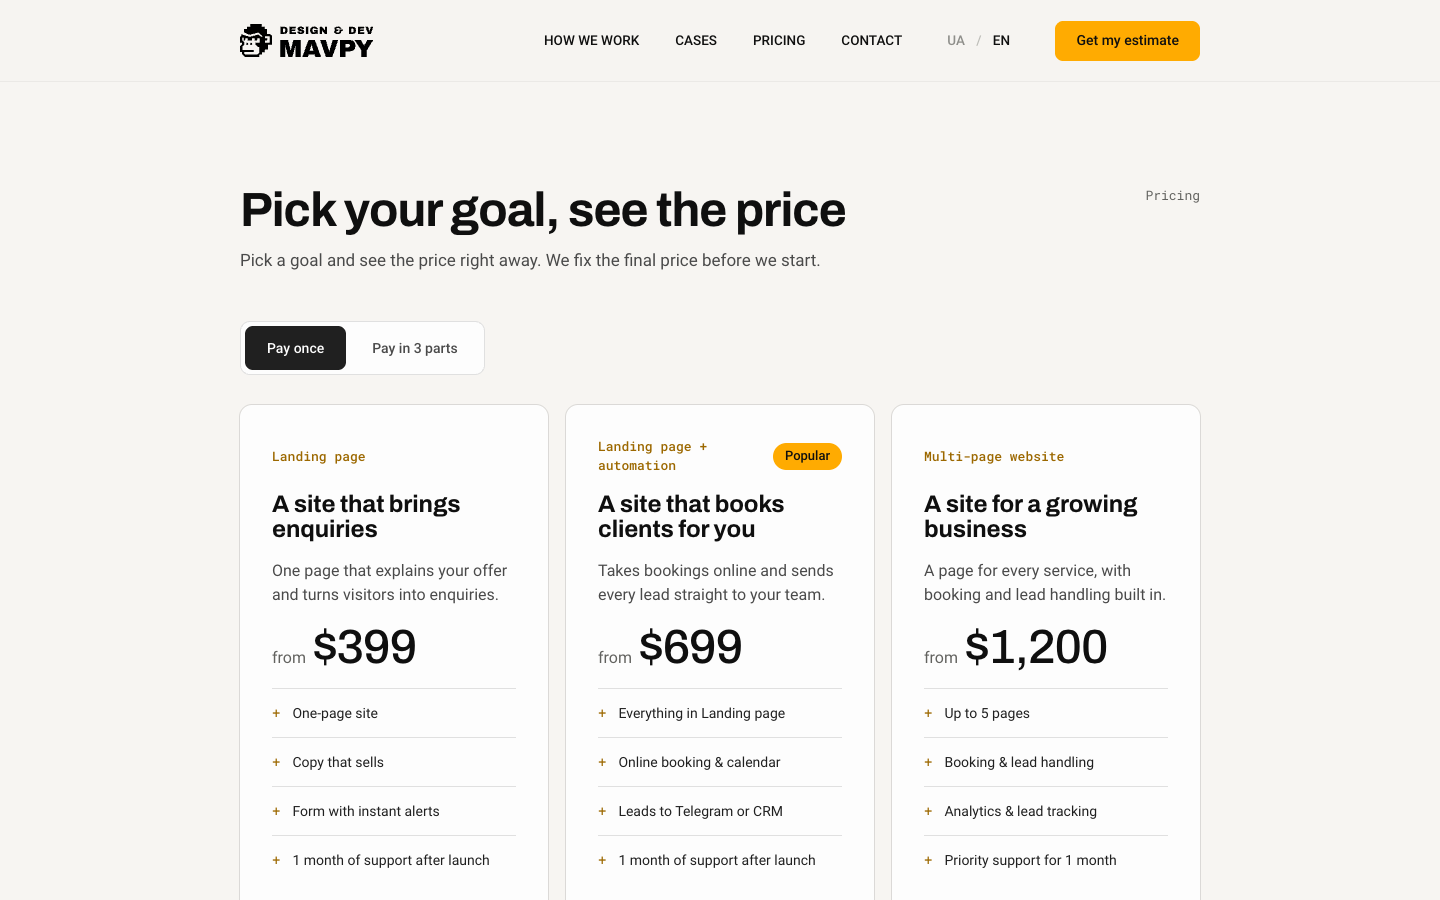 DESIGN & DEV
MAVPY
HOW WE WORK
CASES
PRICING
CONTACT
UA / EN
Get my estimate
Pick your goal, see the price
Pricing
Pick a goal and see the price right away. We fix the final price before we start.
Pay once
Pay in 3 parts
Landing page
A site that brings
enquiries
One page that explains your offer
and turns visitors into enquiries.
from $399
+ One-page site
+ Copy that sells
+ Form with instant alerts
+ 1 month of support after launch
Landing page +
automation
Popular
A site that books
clients for you
Takes bookings online and sends
every lead straight to your team.
from $699
+ Everything in Landing page
+ Online booking & calendar
+ Leads to Telegram or CRM
+ 1 month of support after launch
Multi-page website
A site for a growing
business
A page for every service, with
booking and lead handling built in.
from $1,200
+ Up to 5 pages
+ Booking & lead handling
+ Analytics & lead tracking
+ Priority support for 1 month